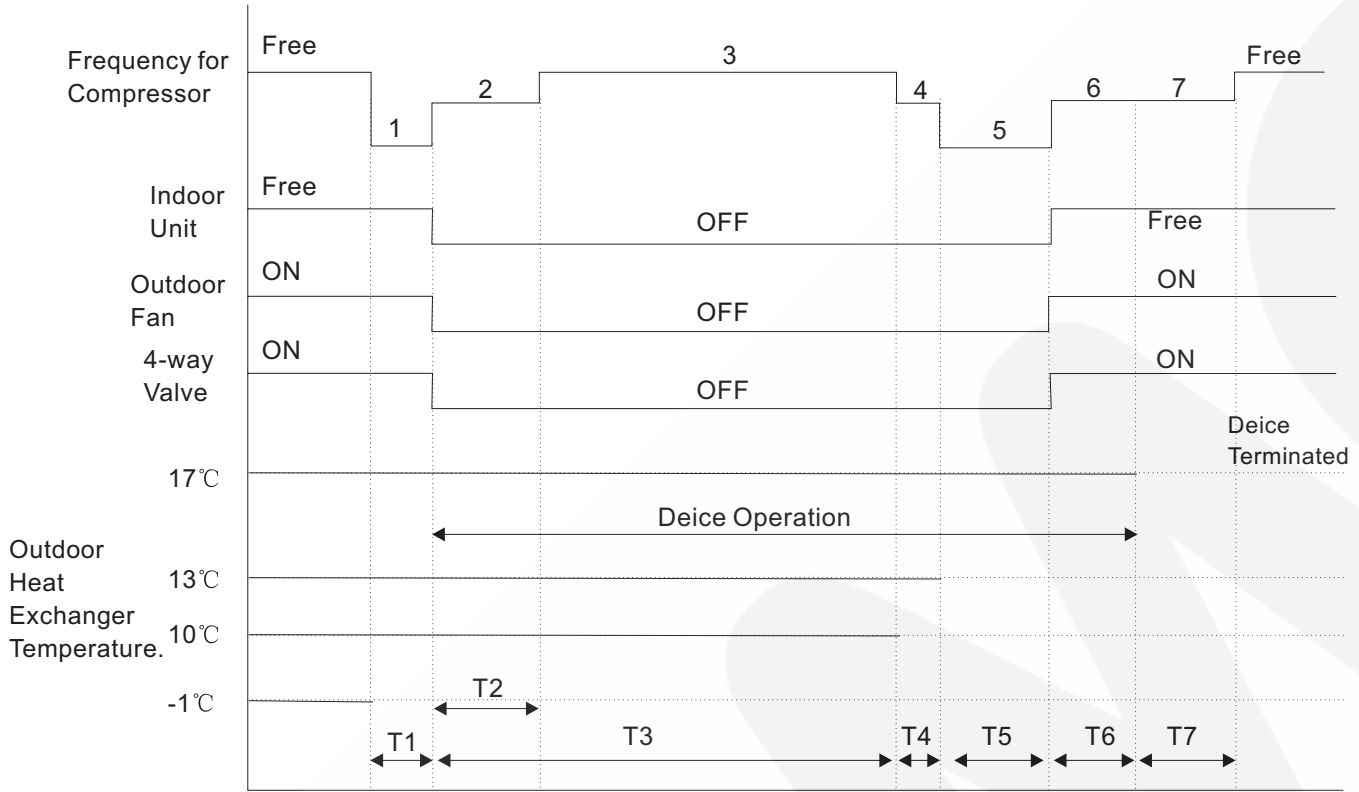 Frequency for
Compressor
Free
1
2
3
4
5
6
7
Free
Indoor
Unit
Free
OFF
Free
Outdoor
Fan
ON
OFF
ON
4-way
Valve
ON
OFF
ON
Deice
Terminated
17℃
Deice Operation
Outdoor
Heat
Exchanger
Temperature.
13℃
10℃
-1℃
T2
T1
T3
T4
T5
T6
T7